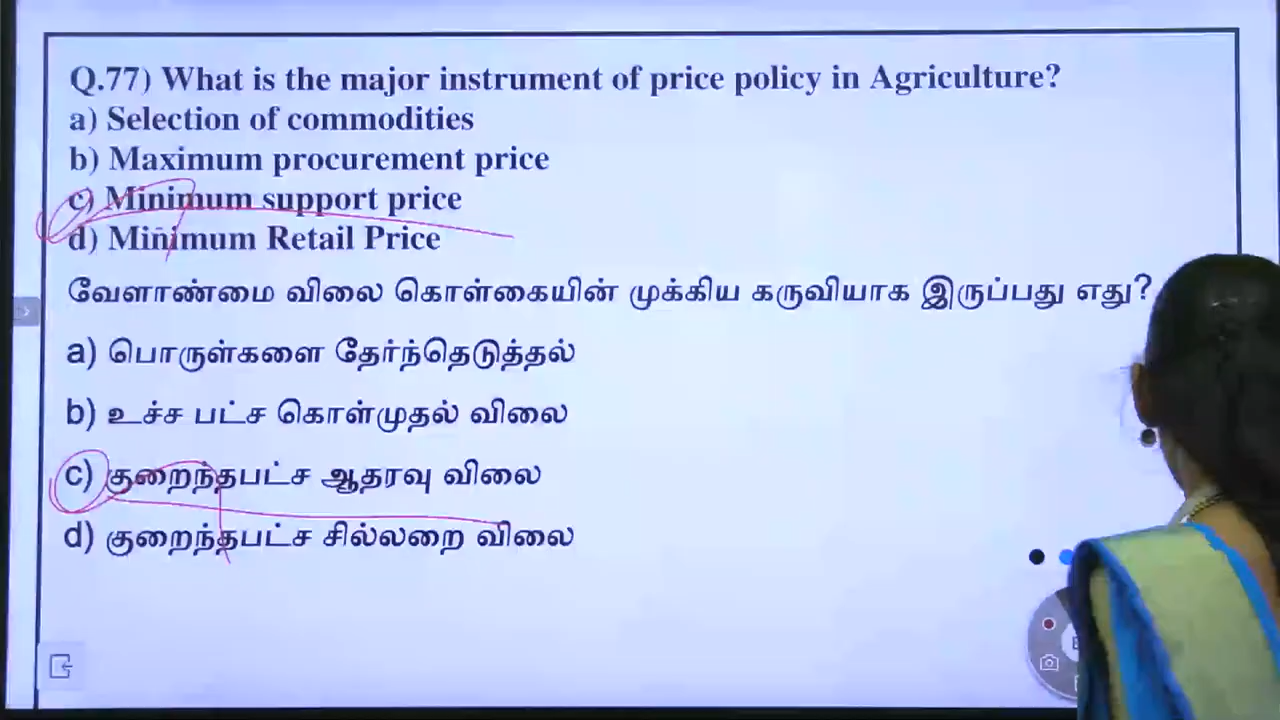 Q.77) What is the major instrument of price policy in Agriculture?
a) Selection of commodities
b) Maximum procurement price
c) Minimum support price
d) Minimum Retail Price
வேளாண்மை விலை கொள்கையின் முக்கிய கருவியாக இருப்பது எது?
a) பொருள்களை தேர்ந்தெடுத்தல்
b) உச்ச பட்ச கொள்முதல் விலை
c) குறைந்தபட்ச ஆதரவு விலை
d) குறைந்தபட்ச சில்லறை விலை